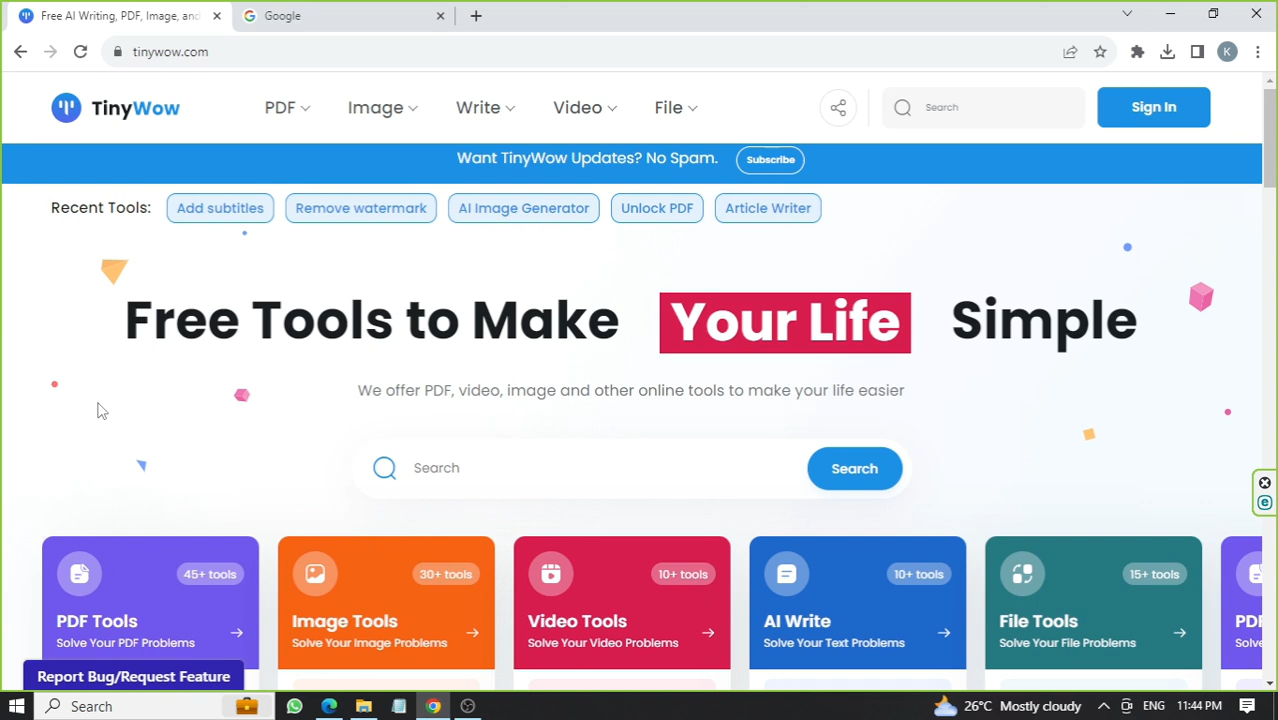 Free AI Writing, PDF, Image, and
Google
tinywow.com
K
TinyWow
PDF
Image
Write
Video
File
Search
Sign In
Want TinyWow Updates? No Spam.
Subscribe
Recent Tools:
Add subtitles
Remove watermark
AI Image Generator
Unlock PDF
Article Writer
Free Tools to Make Your Life Simple
We offer PDF, video, image and other online tools to make your life easier
Search
Search
45+ tools
PDF Tools
Solve Your PDF Problems
30+ tools
Image Tools
Solve Your Image Problems
10+ tools
Video Tools
Solve Your Video Problems
10+ tools
AI Write
Solve Your Text Problems
15+ tools
File Tools
Solve Your File Problems
PDF
Solve
Report Bug/Request Feature
Search
26°C Mostly cloudy
ENG
11:44 PM